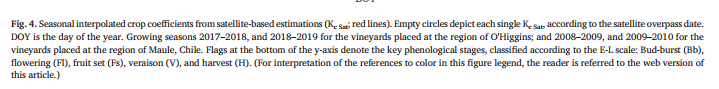 Fig. 4. Seasonal interpolated crop coefficients from satellite-based estimations (Kc Sat; red lines). Empty circles depict each single Kc Sat, according to the satellite overpass date.
DOY is the day of the year. Growing seasons 2017–2018, and 2018–2019 for the vineyards placed at the region of O'Higgins; and 2008–2009, and 2009–2010 for the
vineyards placed at the region of Maule, Chile. Flags at the bottom of the y-axis denote the key phenological stages, classified according to the E-L scale: Bud-burst (Bb),
flowering (Fl), fruit set (Fs), veraison (V), and harvest (H). (For interpretation of the references to color in this figure legend, the reader is referred to the web version of
this article.)